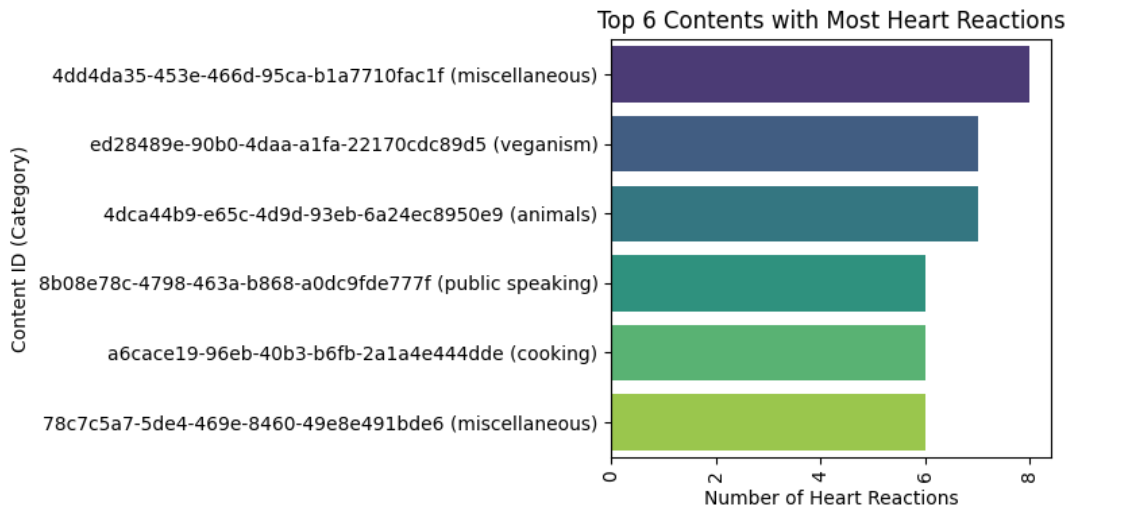 Top 6 Contents with Most Heart Reactions
Content ID (Category)
4dd4da35-453e-466d-95ca-b1a7710fac1f (miscellaneous)
ed28489e-90b0-4daa-a1fa-22170cdc89d5 (veganism)
4dca44b9-e65c-4d9d-93eb-6a24ec8950e9 (animals)
8b08e78c-4798-463a-b868-a0dc9fde777f (public speaking)
a6cace19-96eb-40b3-b6fb-2a1a4e444dde (cooking)
78c7c5a7-5de4-469e-8460-49e8e491bde6 (miscellaneous)
0 2 4 6 8
Number of Heart Reactions